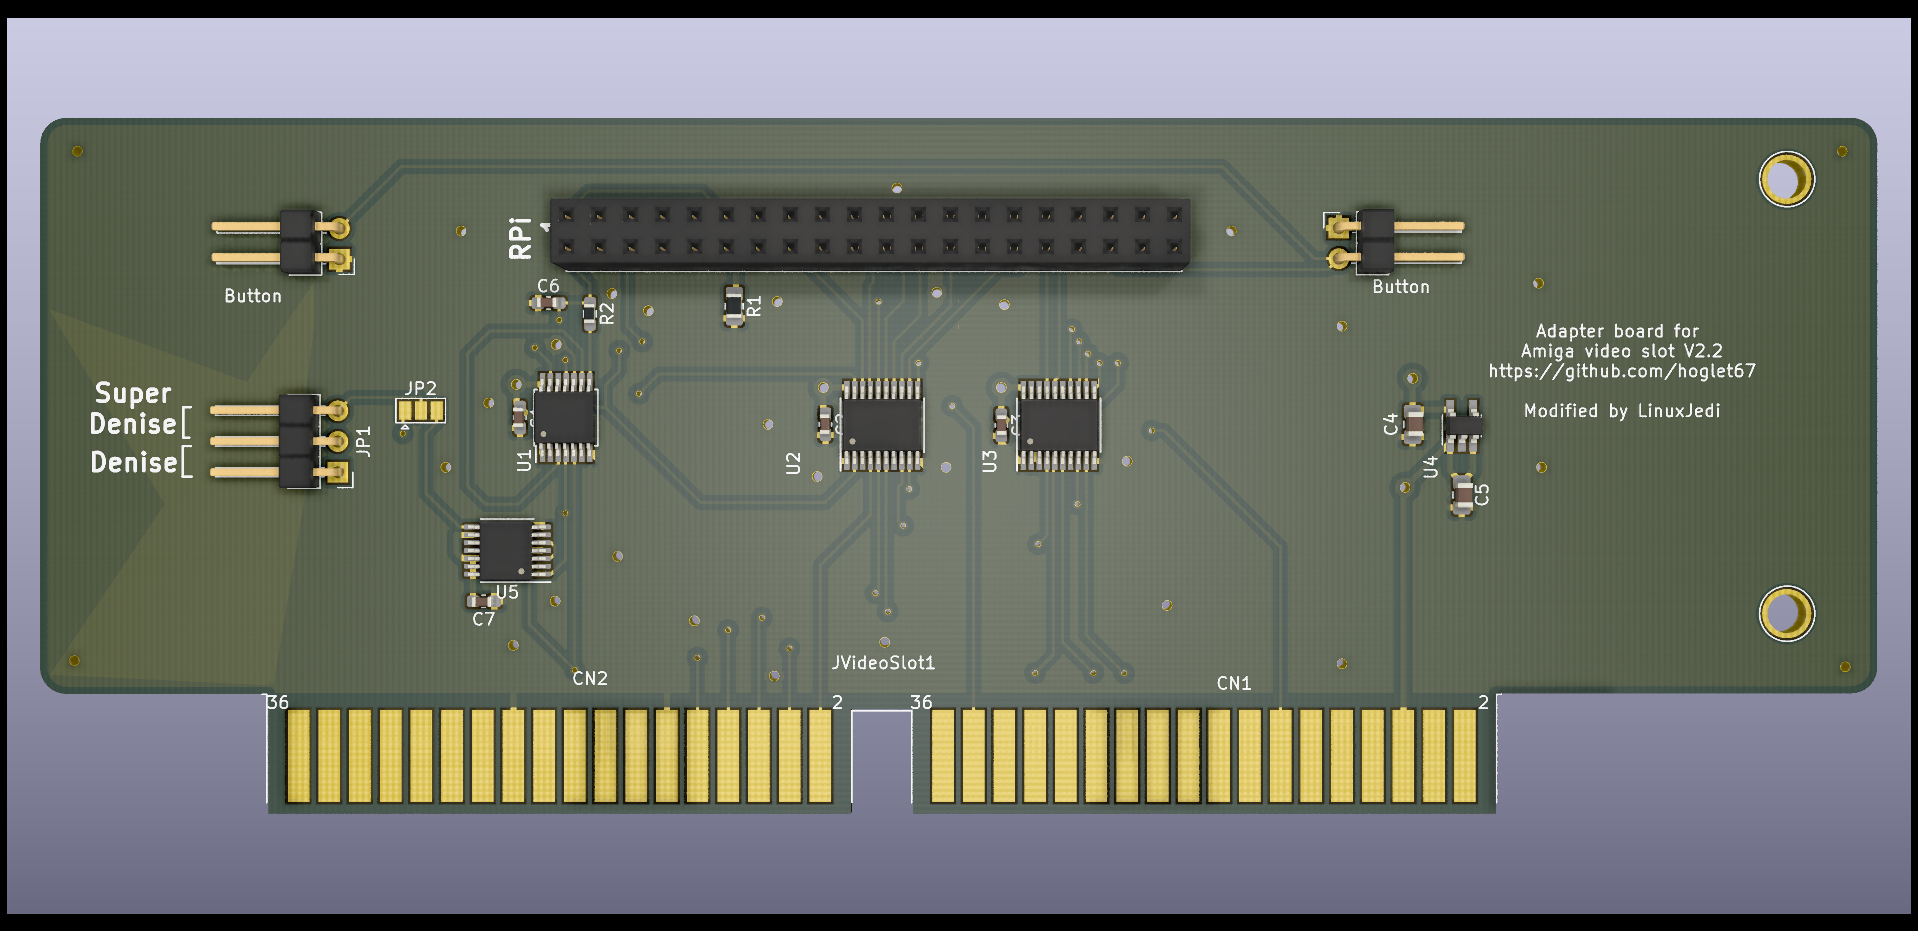 RPi
1
Button
Button
C6
R2
R1
Adapter board for
Amiga video slot V2.2
https://github.com/hoglet67
Modified by LinuxJedi
Super
Denise[
Denise[
JP1
JP2
U1
U2
U3
C4
U4
C5
U5
C7
JVideoSlot1
CN2
CN1
36
2
36
2